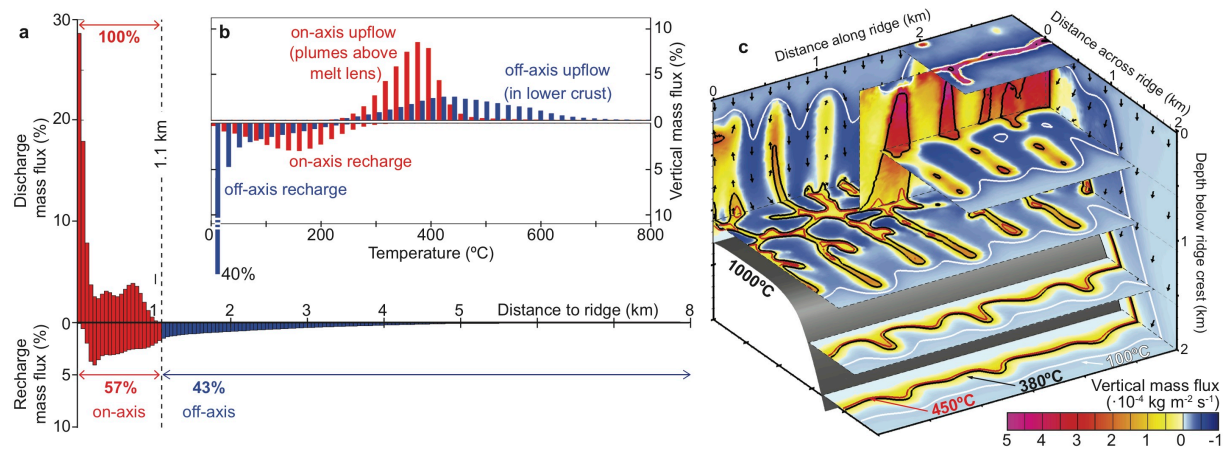 a
30
20
10
0
5
10
Discharge
mass flux (%)
Recharge
mass flux (%)
100%
1.1 km
57%
on-axis
43%
off-axis
1
2
3
4
5
6
7
8
Distance to ridge (km)
b
on-axis upflow
(plumes above
melt lens)
off-axis upflow
(in lower crust)
on-axis recharge
off-axis recharge
40%
0
200
400
600
800
Temperature (ºC)
10
5
0
5
10
Vertical mass flux (%)
c
Distance along ridge (km)
0
1
2
Distance across ridge (km)
0
1
2
Depth below ridge crest (km)
0
1
2
1000ºC
450ºC
380ºC
100ºC
Vertical mass flux
(·10⁻⁴ kg m⁻² s⁻¹)
5 4 3 2 1 0 -1